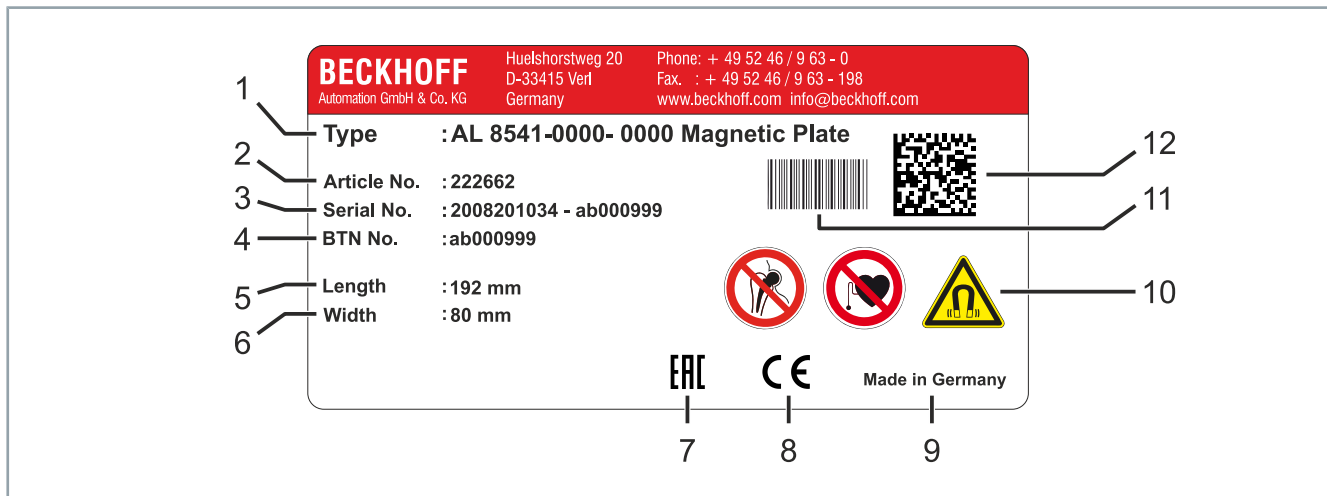 BECKHOFF
Automation GmbH & Co. KG
Huelshorstweg 20
D-33415 Verl
Germany
Phone: + 49 52 46 / 9 63 - 0
Fax. : + 49 52 46 / 9 63 - 198
www.beckhoff.com info@beckhoff.com
1
Type :AL 8541-0000- 0000 Magnetic Plate
2
Article No. :222662
3
Serial No. :2008201034 - ab000999
4
BTN No. :ab000999
5
Length :192 mm
6
Width :80 mm
12
11
10
EAC
CE
Made in Germany
7
8
9